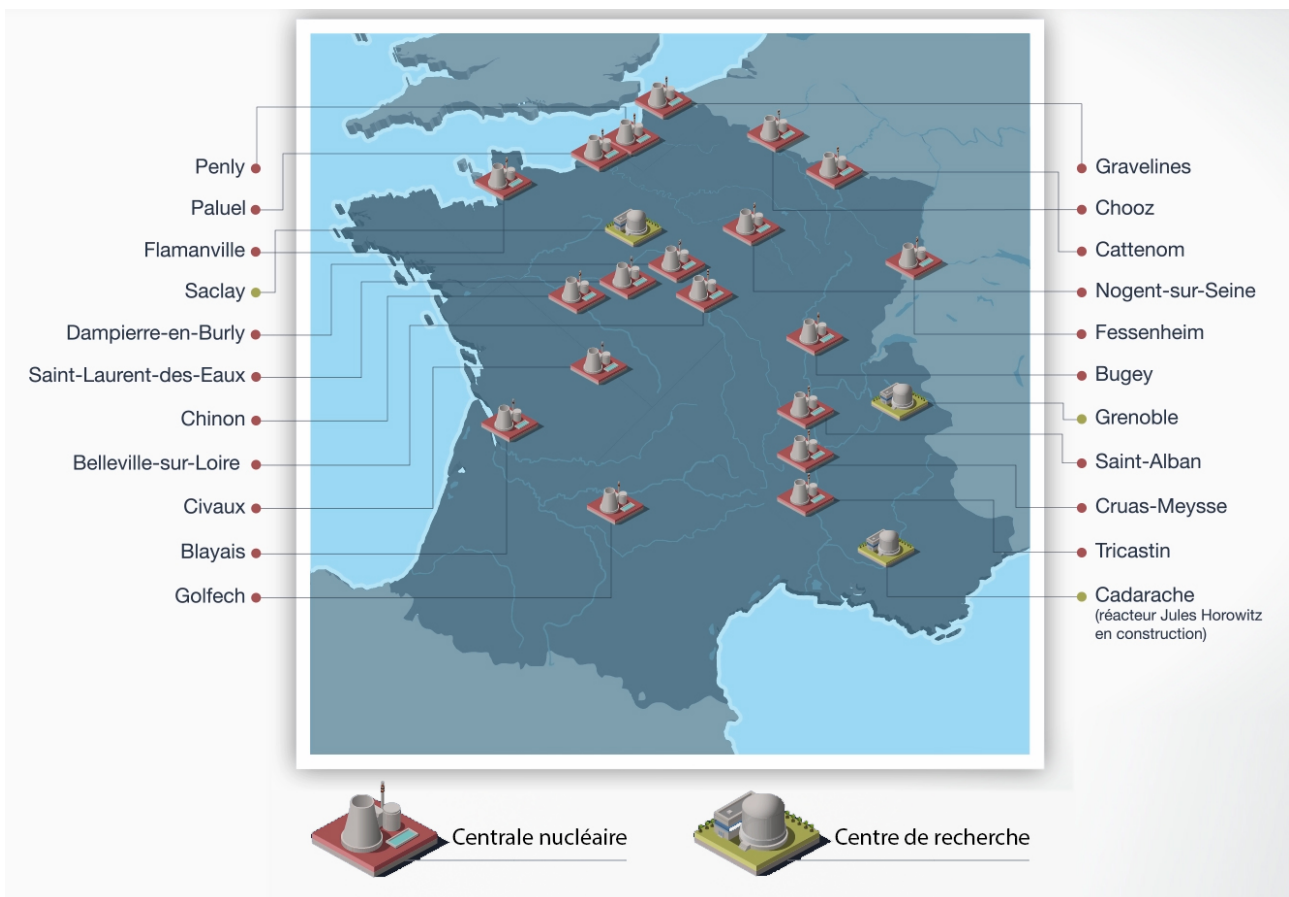 Penly
Paluel
Flamanville
Saclay
Dampierre-en-Burly
Saint-Laurent-des-Eaux
Chinon
Belleville-sur-Loire
Civaux
Blayais
Golfech
Gravelines
Chooz
Cattenom
Nogent-sur-Seine
Fessenheim
Bugey
Grenoble
Saint-Alban
Cruas-Meysse
Tricastin
Cadarache
(réacteur Jules Horowitz
en construction)
Centrale nucléaire
Centre de recherche